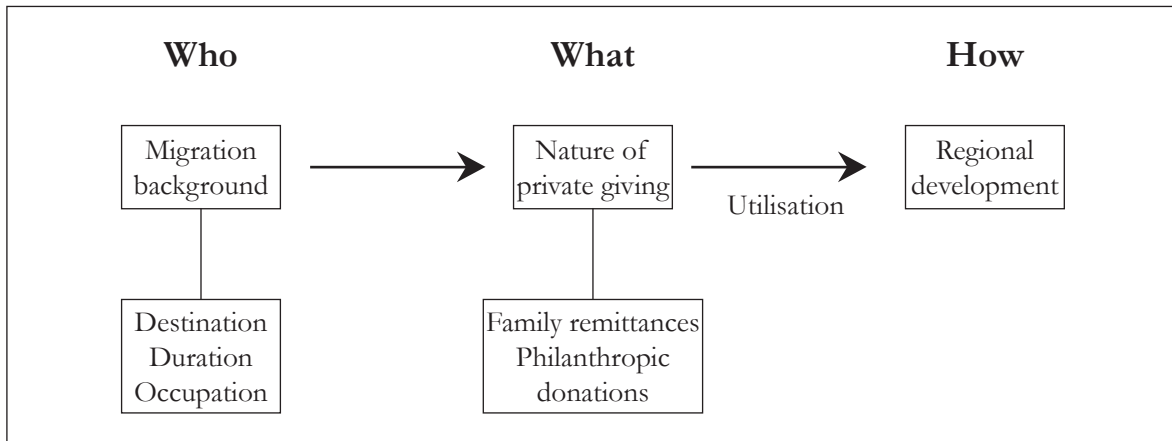 Who
What
How
Migration
background
Nature of
private giving
Utilisation
Regional
development
Destination
Duration
Occupation
Family remittances
Philanthropic
donations